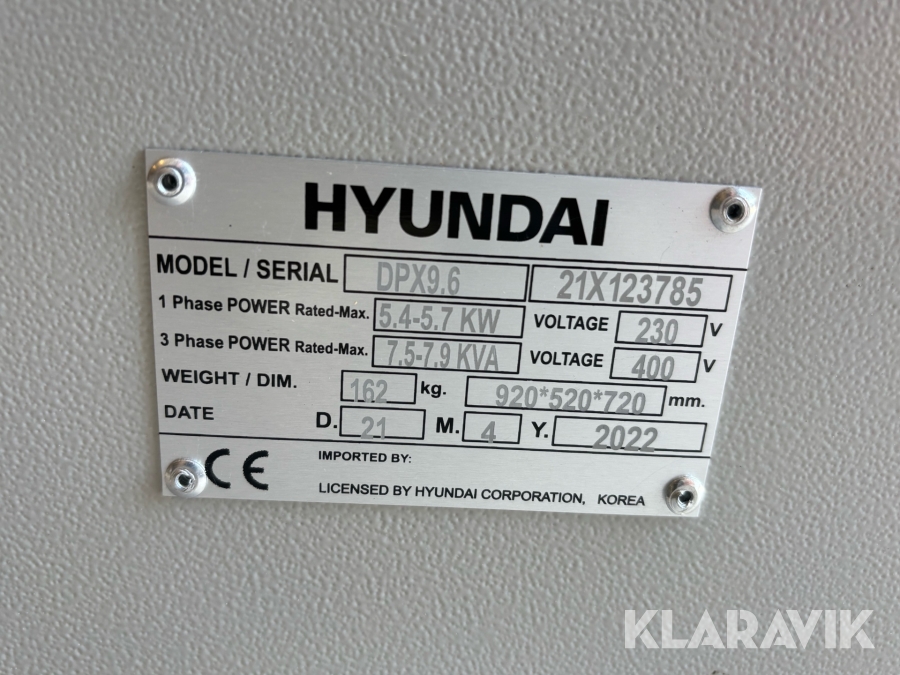 HYUNDAI
MODEL / SERIAL DPX9.6 21X123785
1 Phase POWER Rated-Max. 5.4-5.7 KW VOLTAGE 230 V
3 Phase POWER Rated-Max. 7.5-7.9 KVA VOLTAGE 400 V
WEIGHT / DIM. 162 kg. 920*520*720 mm.
DATE D. 21 M. 4 Y. 2022
CE IMPORTED BY:
LICENSED BY HYUNDAI CORPORATION, KOREA
KLARAVIK